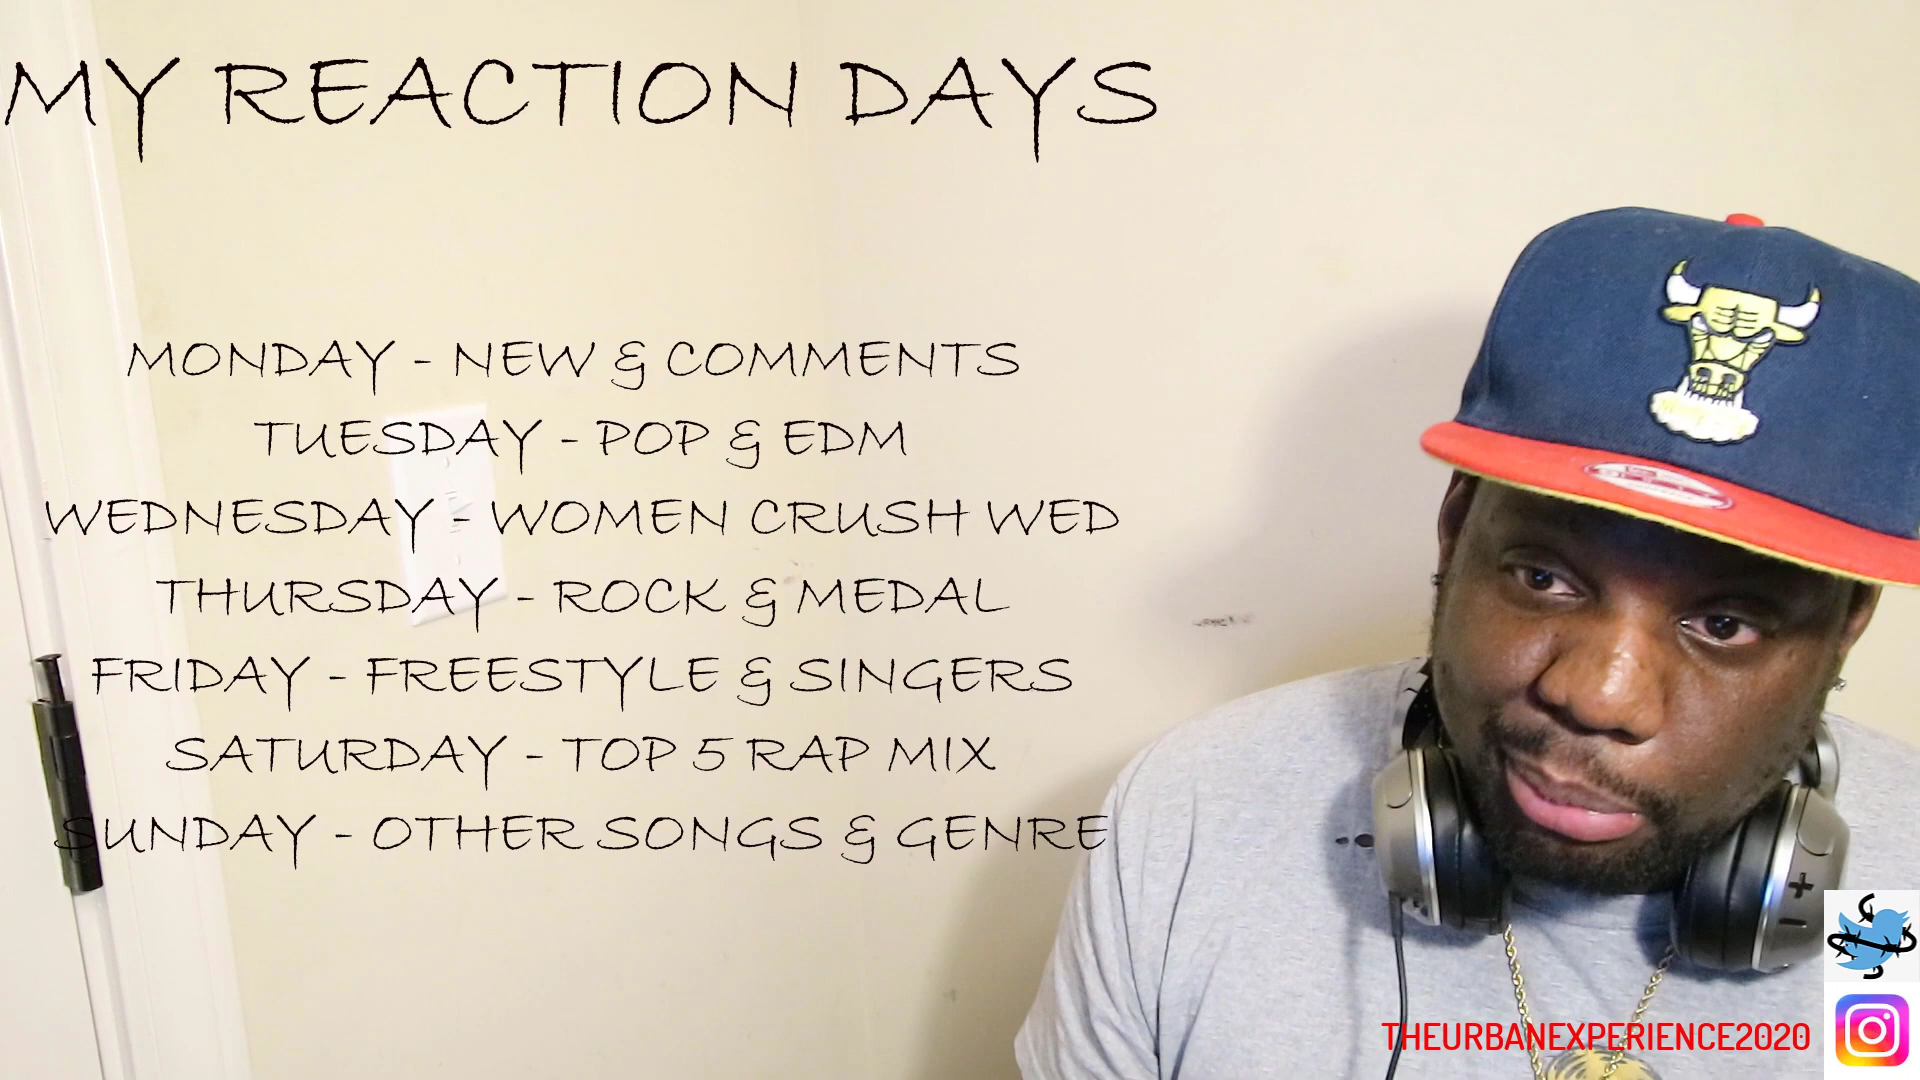 MY REACTION DAYS
MONDAY - NEW & COMMENTS
TUESDAY - POP & EDM
WEDNESDAY - WOMEN CRUSH WED
THURSDAY - ROCK & MEDAL
FRIDAY - FREESTYLE & SINGERS
SATURDAY - TOP 5 RAP MIX
SUNDAY - OTHER SONGS & GENRE
THEURBANEXPERIENCE2020